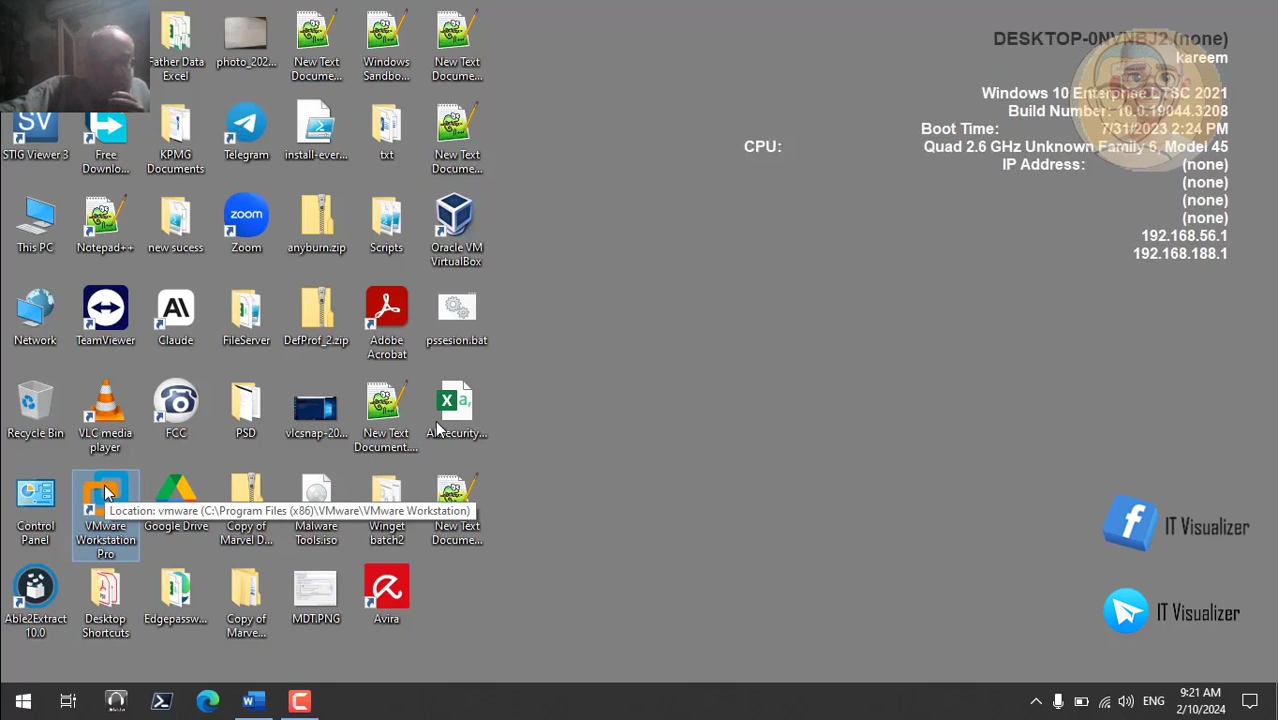 Father Data
Excel
photo_202...
New Text
Docume...
Windows
Sandbo...
New Text
Docume...
STIG Viewer 3
Free
Downlo...
KPMG
Documents
Telegram
install-ever...
txt
New Text
Docume...
This PC
Notepad++
new sucess
Zoom
zoom
anyburn.zip
Scripts
Oracle VM
VirtualBox
Network
TeamViewer
Claude
FileServer
DefProf_2.zip
Adobe
Acrobat
pssesion.bat
Recycle Bin
VLC media
player
FCC
PSD
vlcsnap-20...
New Text
Document....
Control
Panel
VMware
Workstation
Pro
Location: vmware (C:\Program Files (x86)\VMware\VMware Workstation)
Google Drive
Copy of
Marvel D...
Malware
Tools.iso
Winget
batch2
New Text
Docume...
Able2Extract
10.0
Desktop
Shortcuts
Edgepassw...
Copy of
Marve...
MDT.PNG
Avira
DESKTOP-0NVNBJ2 (none)
kareem
Windows 10 Enterprise LTSC 2021
Build Number: 10.0.19044.3208
Boot Time: 7/31/2023 2:24 PM
CPU: Quad 2.6 GHz Unknown Family 6, Model 45
IP Address: (none)
(none)
(none)
(none)
192.168.56.1
192.168.188.1
IT Visualizer
IT Visualizer
ENG
9:21 AM
2/10/2024